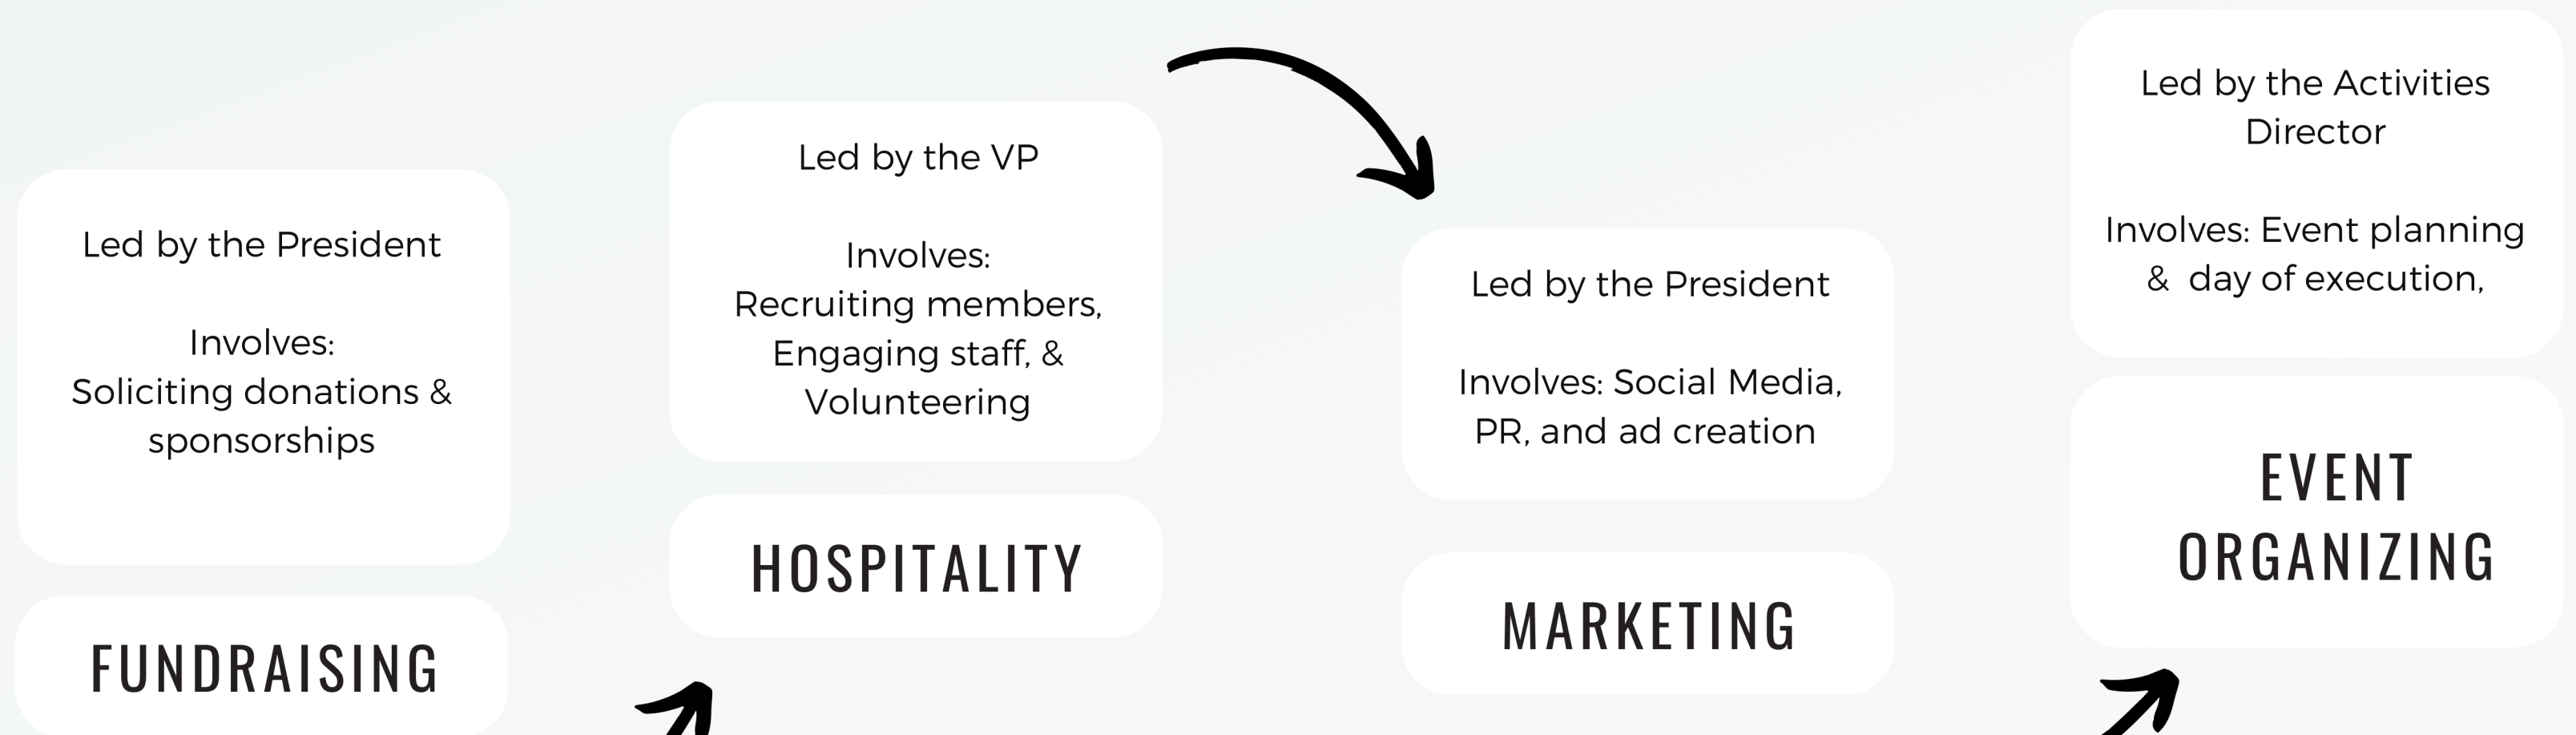 Led by the President
Involves:
Soliciting donations &
sponsorships
FUNDRAISING
Led by the VP
Involves:
Recruiting members,
Engaging staff, &
Volunteering
HOSPITALITY
Led by the President
Involves: Social Media,
PR, and ad creation
MARKETING
Led by the Activities
Director
Involves: Event planning
& day of execution,
EVENT
ORGANIZING